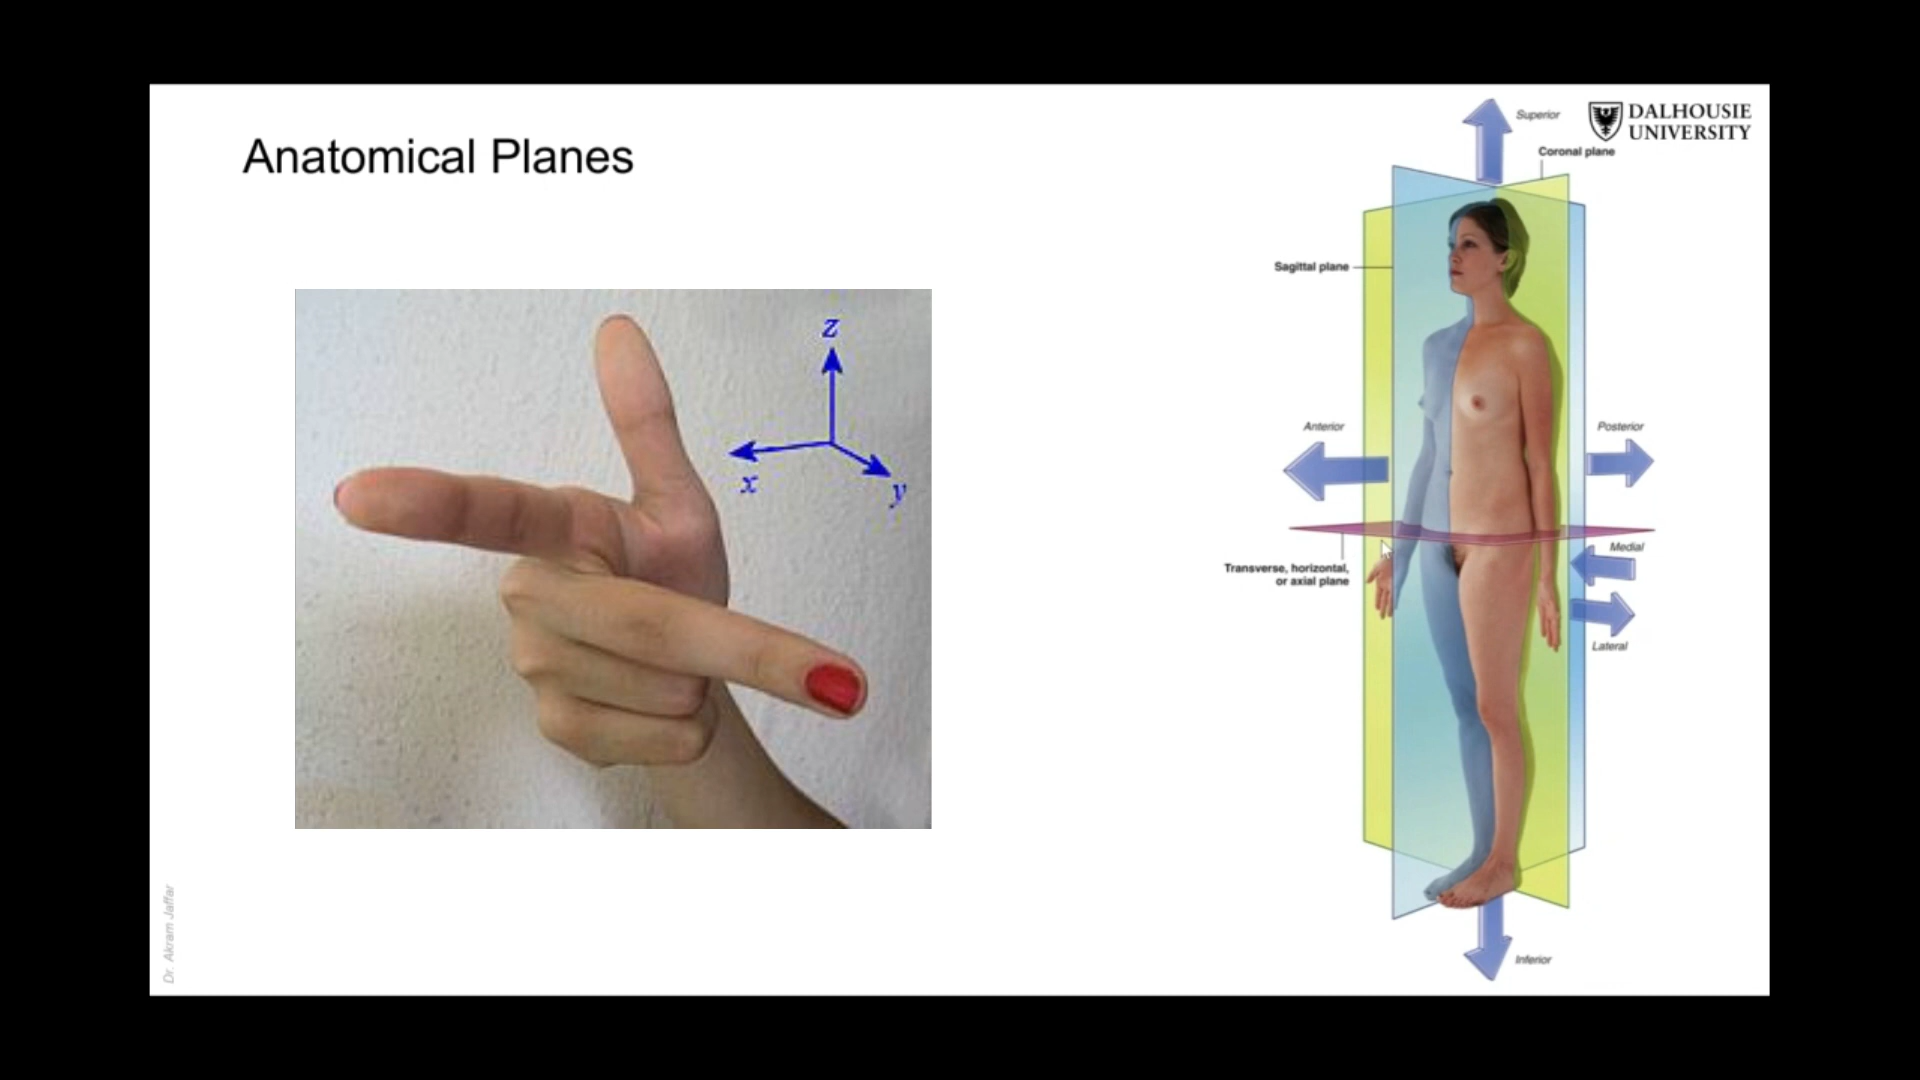 Anatomical Planes
z
x
y
Dr. Akram Jaffar
DALHOUSIE
UNIVERSITY
Superior
Coronal plane
Sagittal plane
Anterior
Posterior
Transverse, horizontal,
or axial plane
Medial
Lateral
Inferior